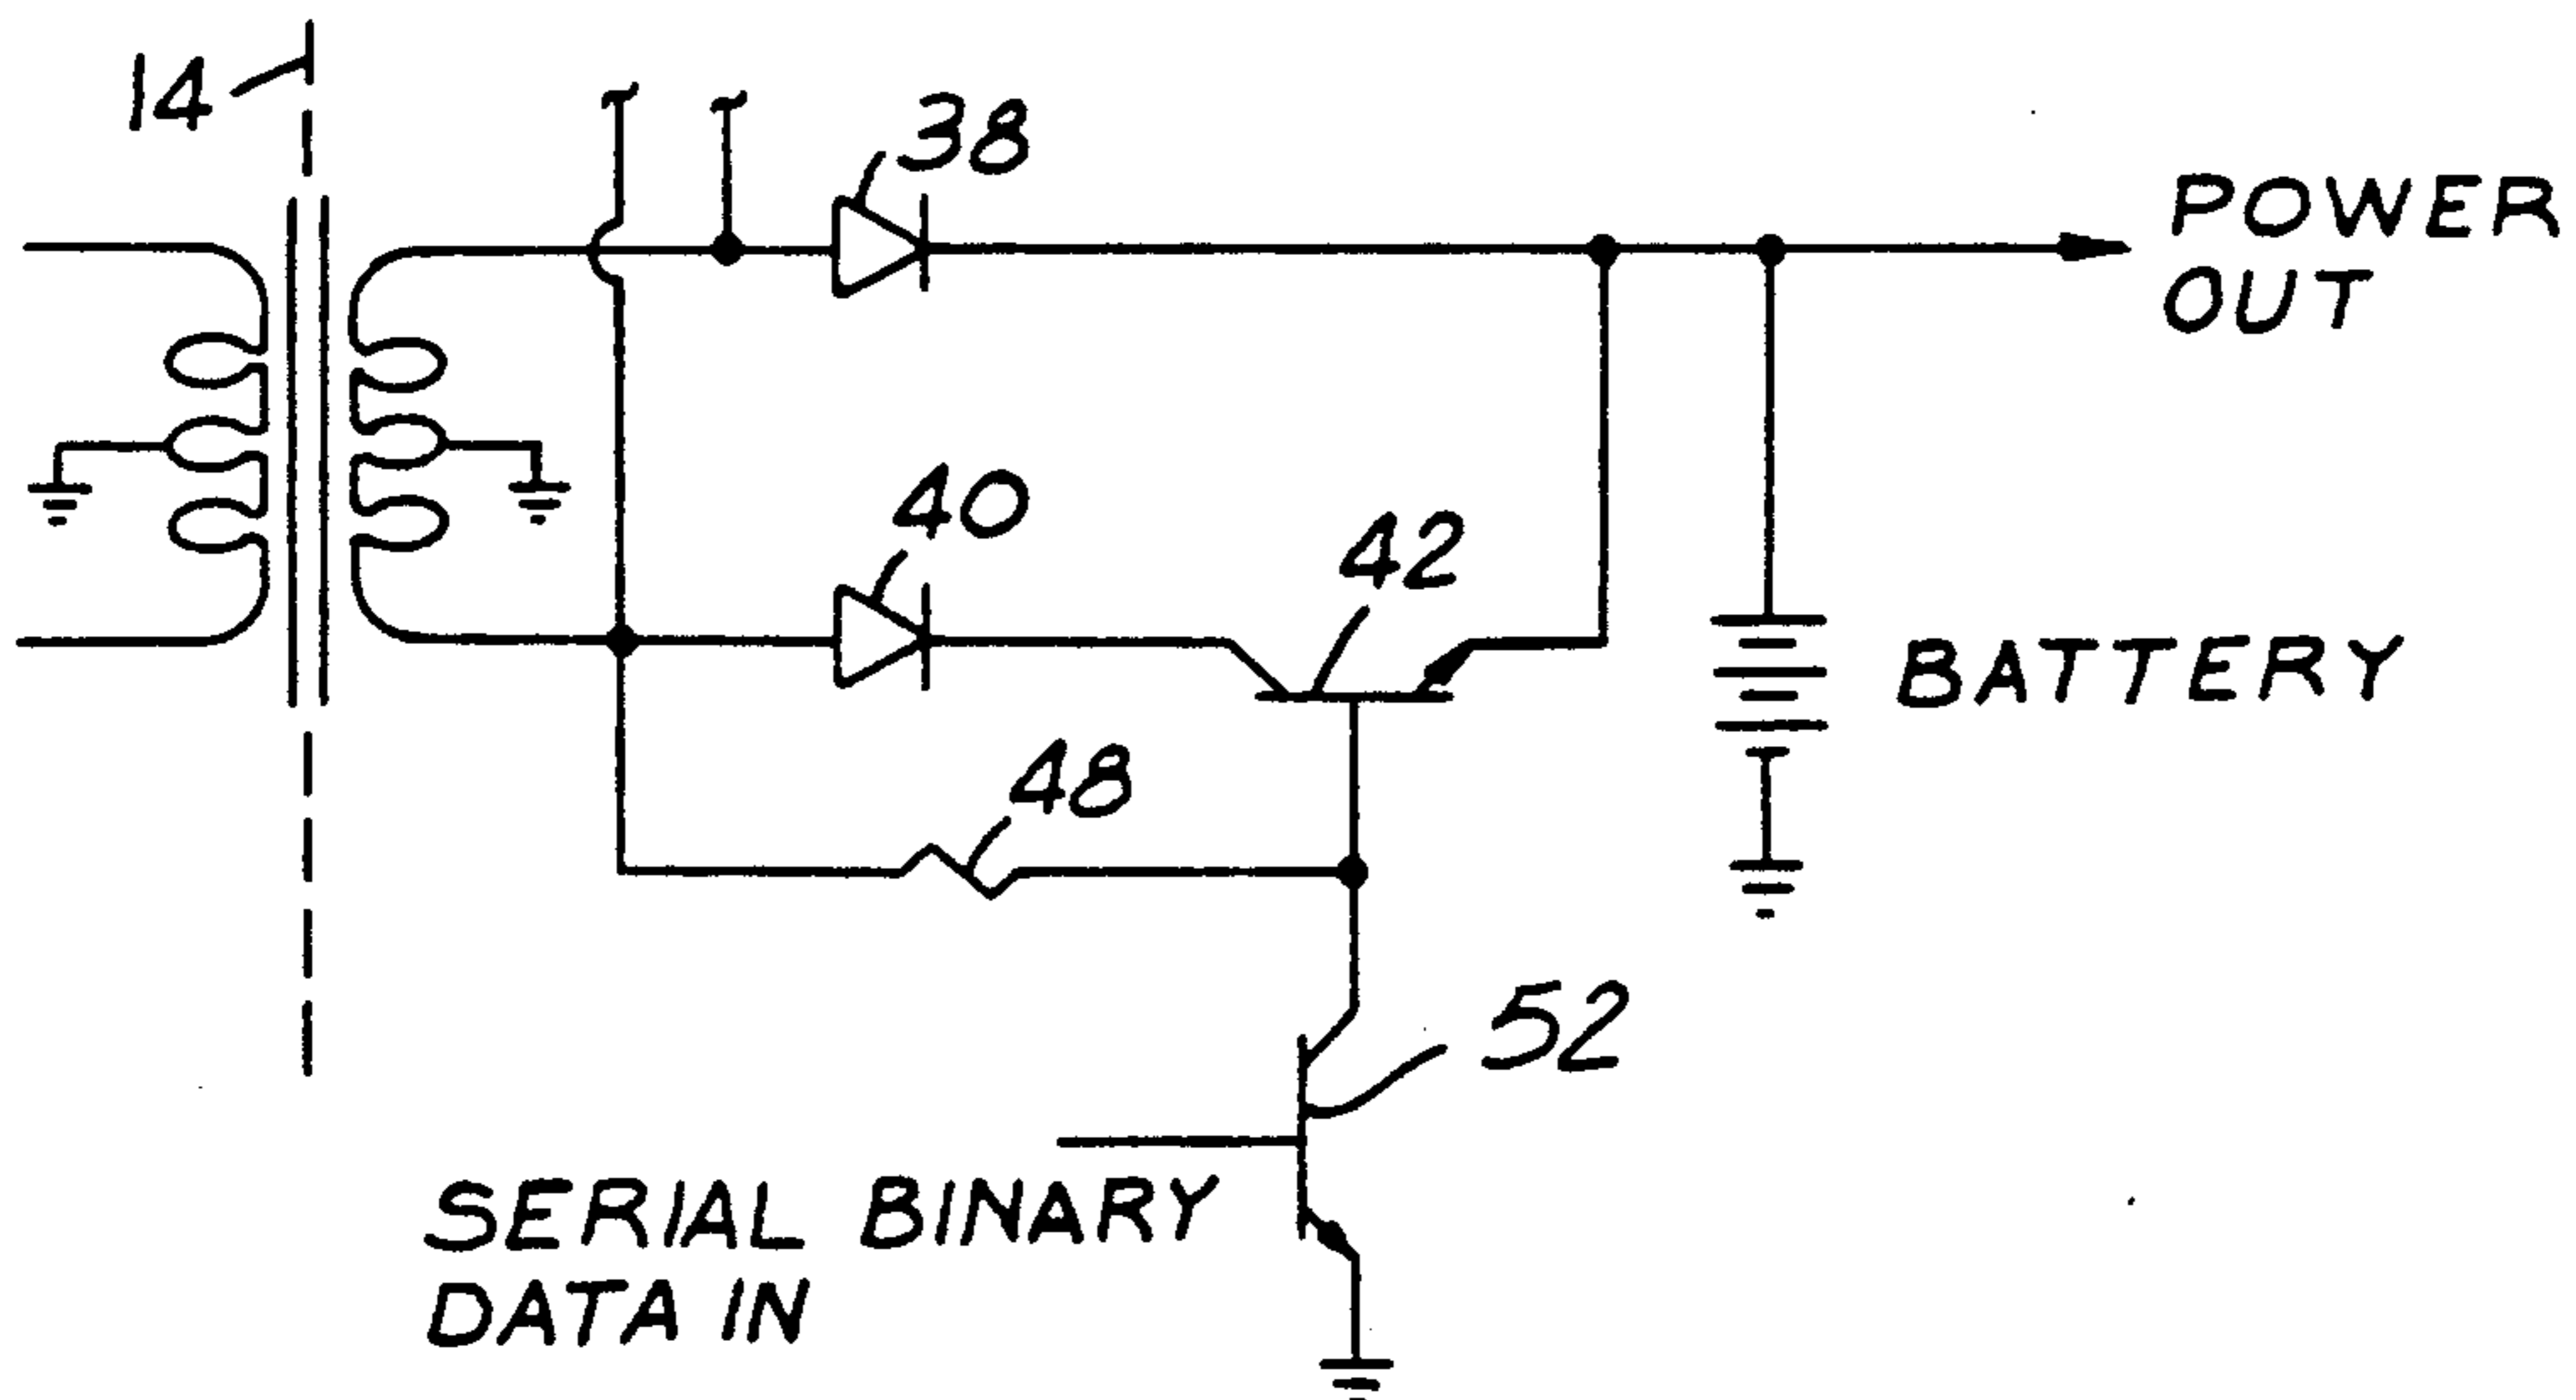 14
38
POWER
OUT
40
42
BATTERY
48
52
SERIAL BINARY
DATA IN